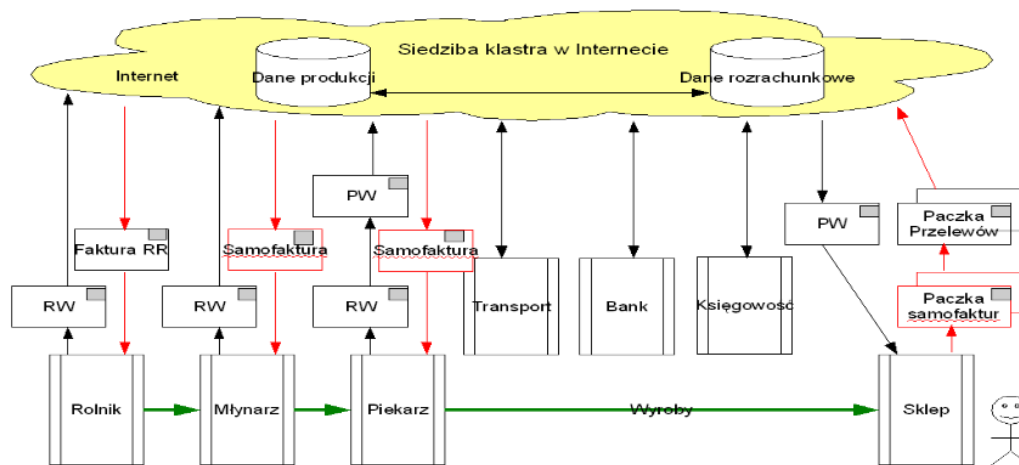 Siedziba klastra w Internecie
Internet
Dane produkcji
Dane rozrachunkowe
PW
PW
Paczka
Przelewów
Faktura RR
Samofaktura
Samofaktura
RW
RW
RW
Transport
Bank
Księgowość
Paczka
samofaktur
Rolnik
Młynarz
Piekarz
Wyroby
Sklep